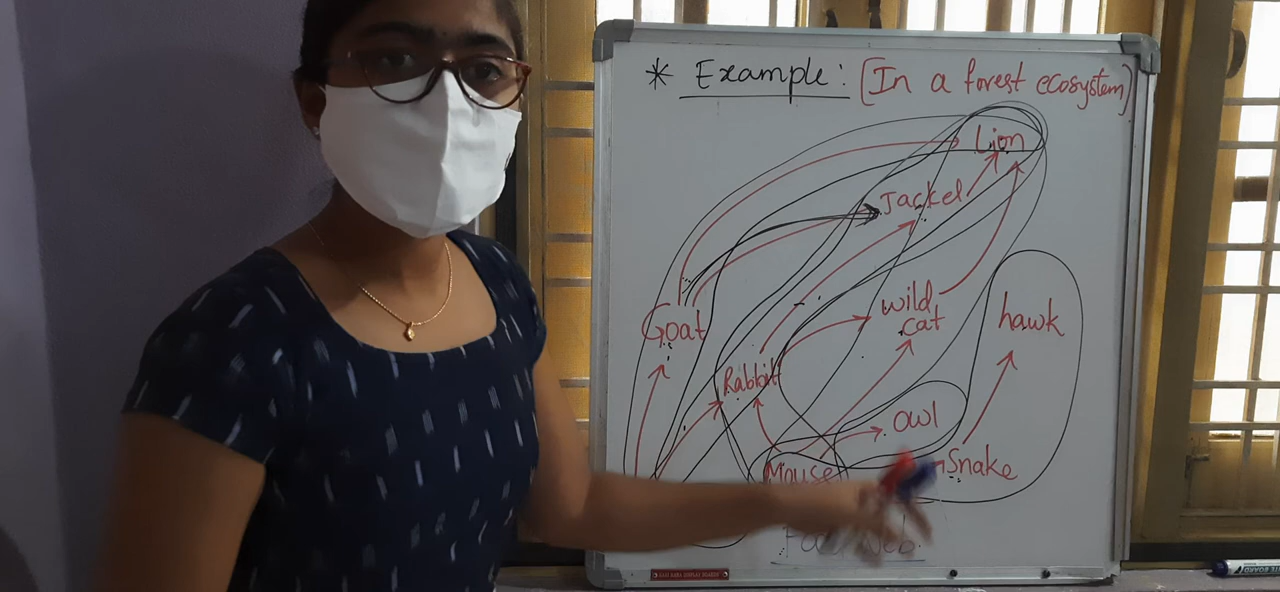 * Example: [In a forest ecosystem]
Lion
Jackel
Goat
wild
cat
hawk
Rabbit
owl
Mouse
Snake
Food Web